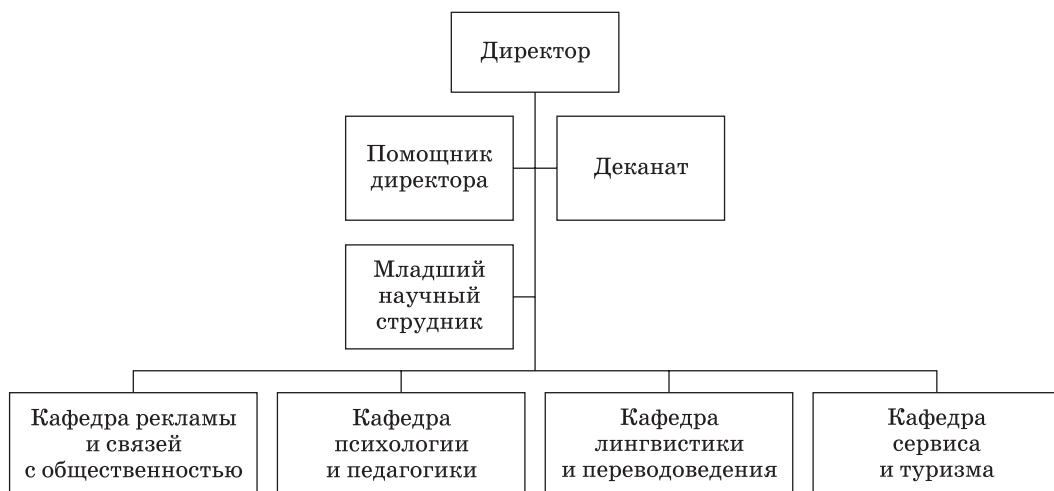 Директор
Помощник
директора
Деканат
Младший
научный
струдник
Кафедра рекламы
и связей
с общественностью
Кафедра
психологии
и педагогики
Кафедра
лингвистики
и переводоведения
Кафедра
сервиса
и туризма